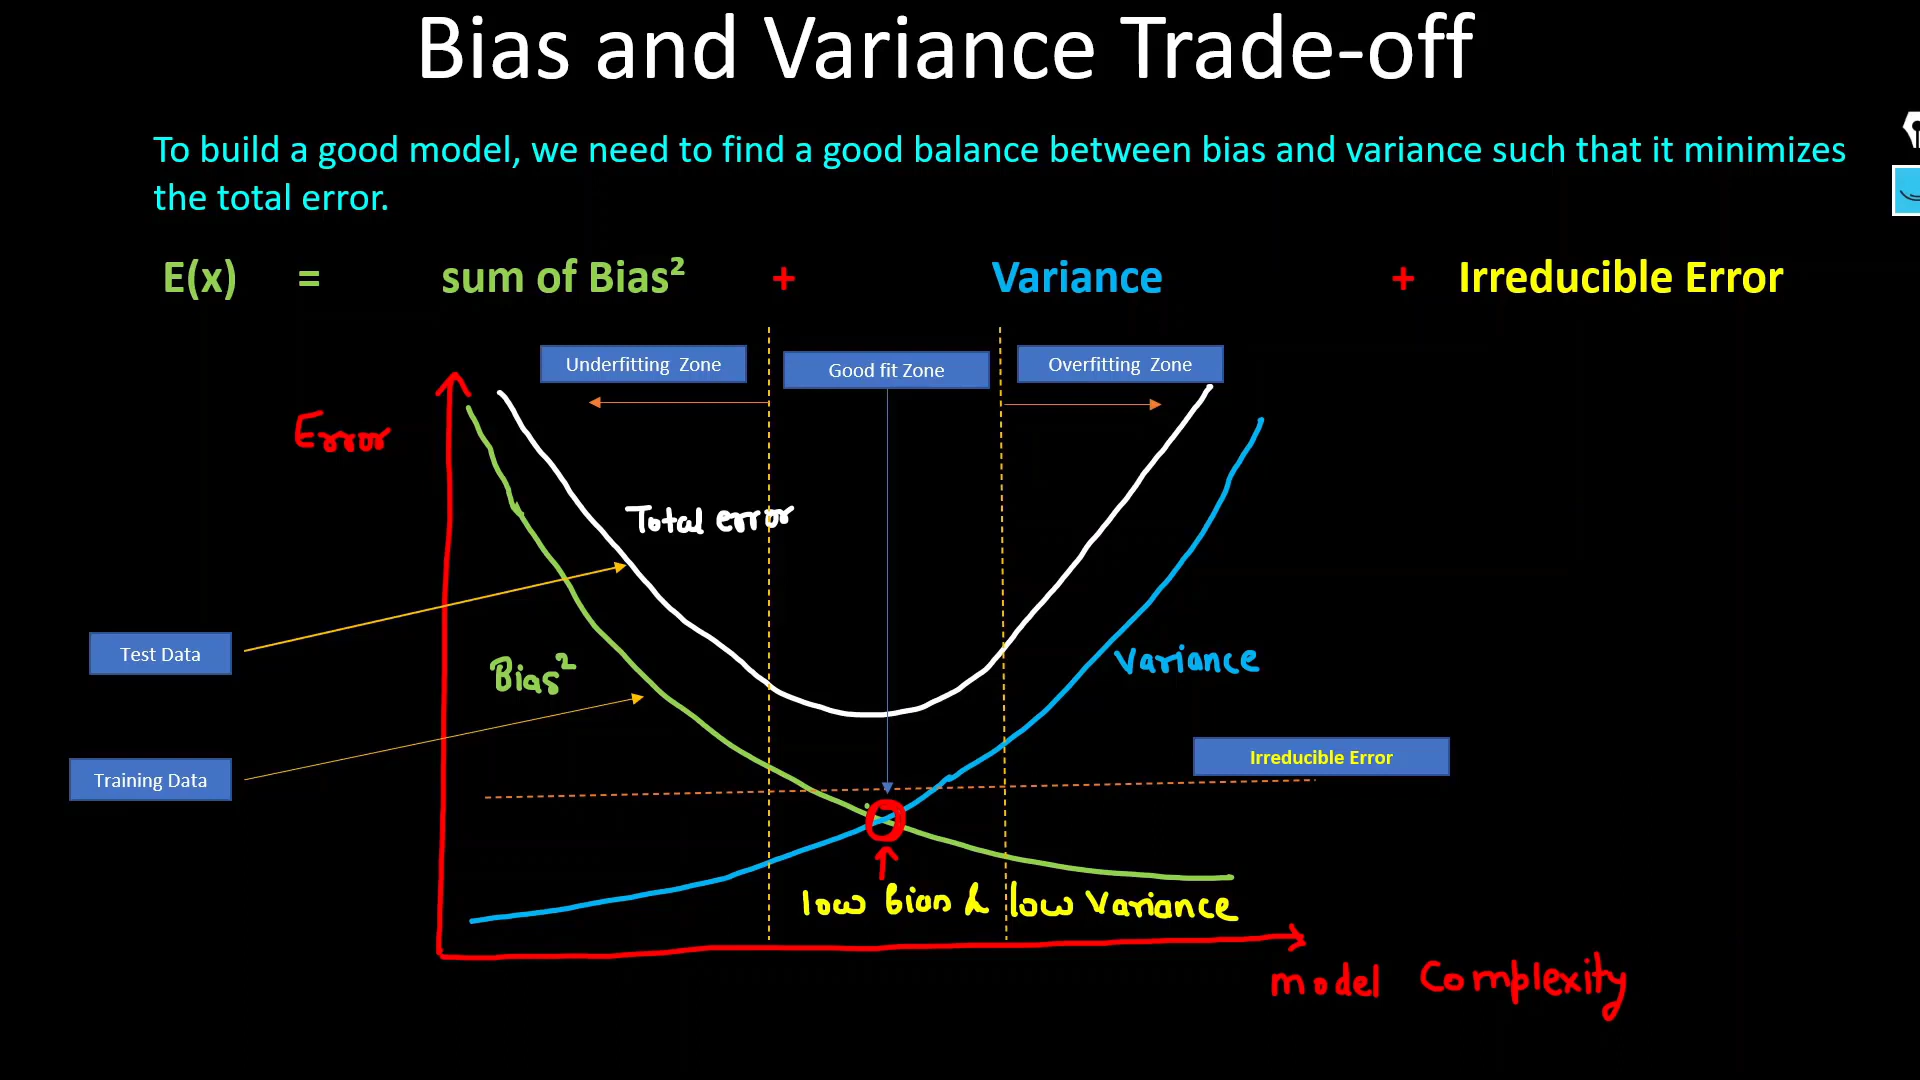 Bias and Variance Trade-off
To build a good model, we need to find a good balance between bias and variance such that it minimizes
the total error.
E(x) = sum of Bias² + Variance + Irreducible Error
Underfitting Zone
Good fit Zone
Overfitting Zone
Error
Total error
Test Data
Bias²
Variance
Training Data
Irreducible Error
low Bias & low Variance
model Complexity